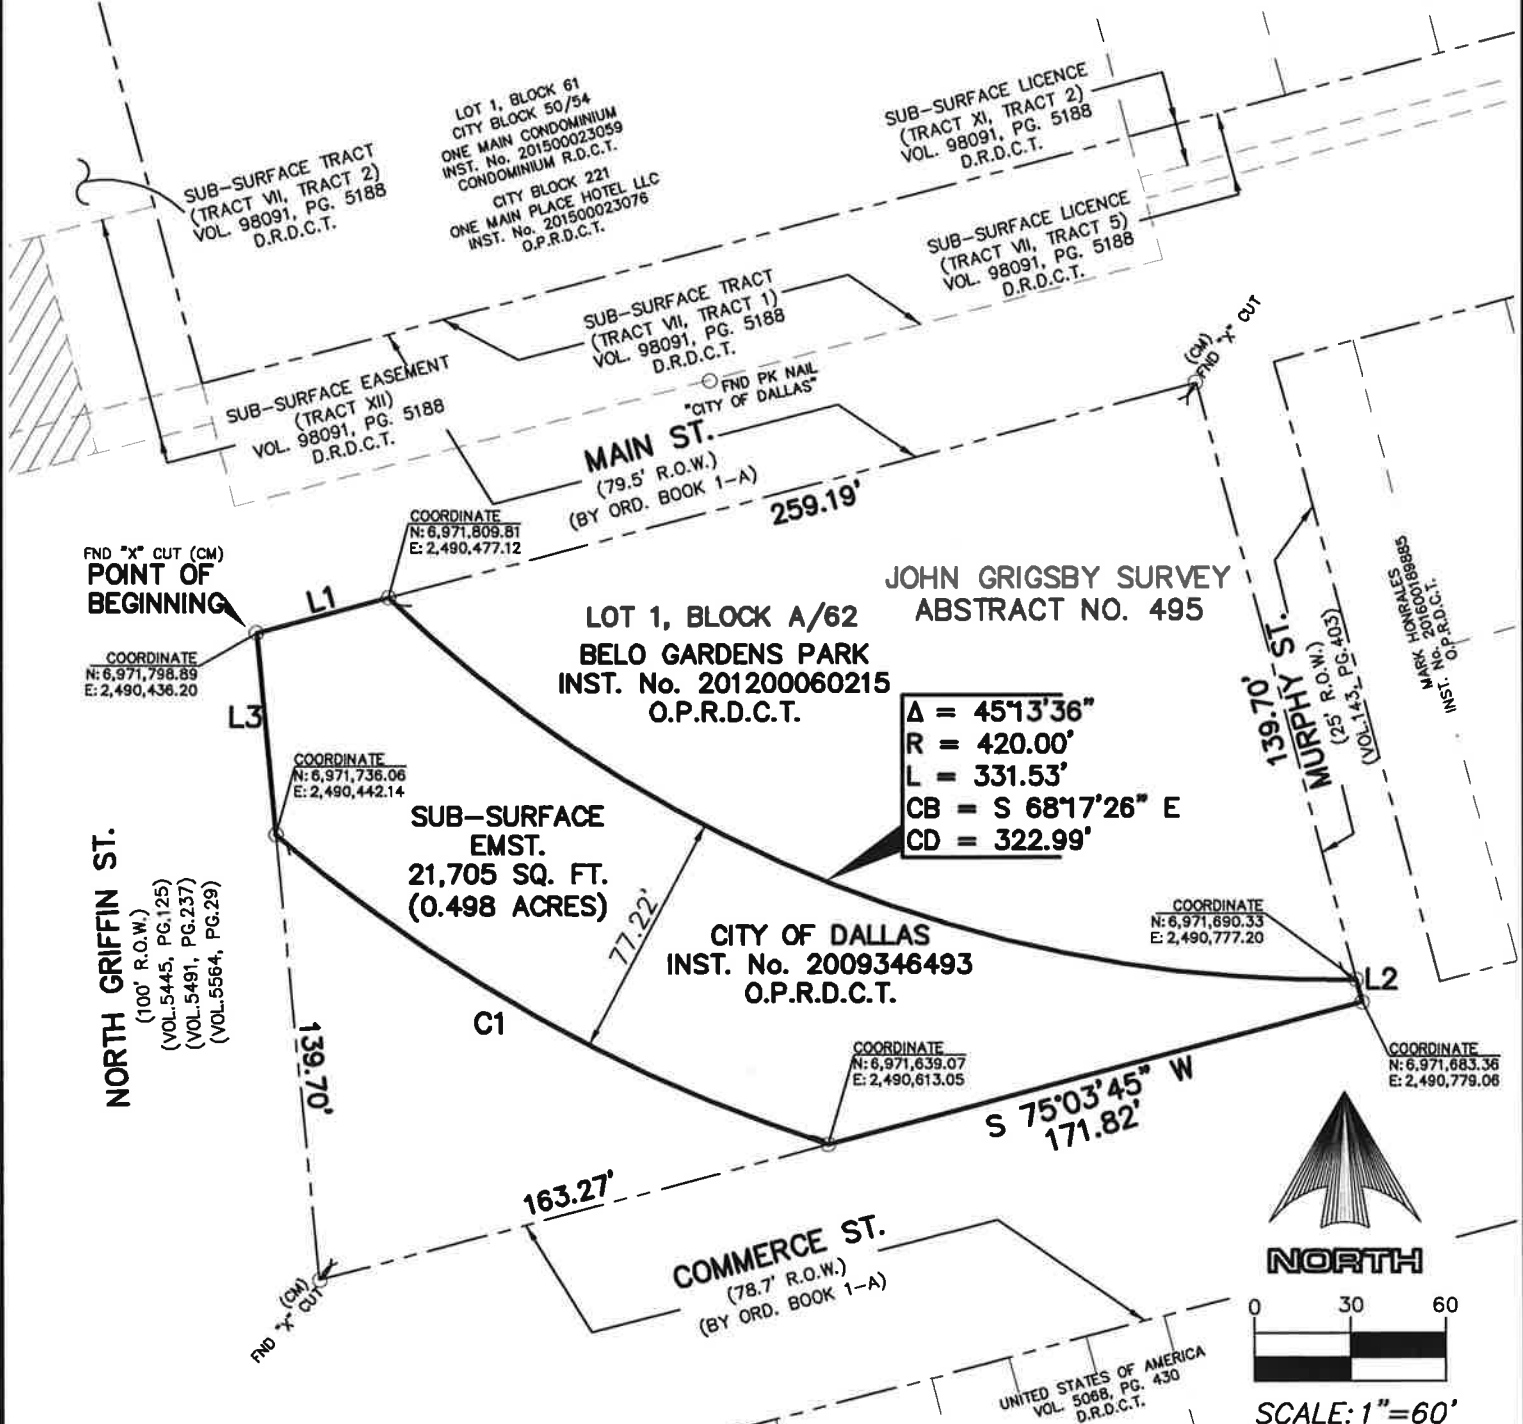 LOT 1, BLOCK 61
CITY BLOCK 50/54
ONE MAIN CONDOMINIUM
INST. No. 201500023059
CONDOMINIUM R.D.C.T.
CITY BLOCK 221
ONE MAIN PLACE HOTEL LLC
INST. No. 201500023076
O.P.R.D.C.T.
SUB-SURFACE TRACT
(TRACT VII, TRACT 2)
VOL. 98091, PG. 5188
D.R.D.C.T.
SUB-SURFACE LICENCE
(TRACT XI, TRACT 2)
VOL. 98091, PG. 5188
D.R.D.C.T.
SUB-SURFACE LICENCE
(TRACT VII, TRACT 5)
VOL. 98091, PG. 5188
D.R.D.C.T.
SUB-SURFACE TRACT
(TRACT VII, TRACT 1)
VOL. 98091, PG. 5188
D.R.D.C.T.
SUB-SURFACE EASEMENT
(TRACT XII)
VOL. 98091, PG. 5188
D.R.D.C.T.
FND PK NAIL
"CITY OF DALLAS"
(CM)
FND "X" CUT
MAIN ST.
(79.5' R.O.W.)
(BY ORD. BOOK 1-A)
259.19'
COORDINATE
N: 6,971,809.81
E: 2,490,477.12
FND "X" CUT (CM)
POINT OF
BEGINNING
L1
COORDINATE
N: 6,971,798.89
E: 2,490,436.20
L3
JOHN GRIGSBY SURVEY
ABSTRACT NO. 495
LOT 1, BLOCK A/62
BELO GARDENS PARK
INST. No. 201200060215
O.P.R.D.C.T.
Δ = 45°13'36"
R = 420.00'
L = 331.53'
CB = S 68°17'26" E
CD = 322.99'
139.70'
MURPHY ST.
(25' R.O.W.)
(VOL.143, PG.403)
MARK HONRALES
INST. No. 201600189885
O.P.R.D.C.T.
COORDINATE
N: 6,971,736.06
E: 2,490,442.14
SUB-SURFACE
EMST.
21,705 SQ. FT.
(0.498 ACRES)
77.22'
CITY OF DALLAS
INST. No. 2009346493
O.P.R.D.C.T.
COORDINATE
N: 6,971,690.33
E: 2,490,777.20
L2
NORTH GRIFFIN ST.
(100' R.O.W.)
(VOL.5445, PG.125)
(VOL.5491, PG.237)
(VOL.5564, PG.29)
139.70'
C1
COORDINATE
N: 6,971,639.07
E: 2,490,613.05
COORDINATE
N: 6,971,683.36
E: 2,490,779.06
S 75°03'45" W
171.82'
163.27'
(CM)
FND "X" CUT
COMMERCE ST.
(78.7' R.O.W.)
(BY ORD. BOOK 1-A)
NORTH
0 30 60
SCALE: 1"=60'
UNITED STATES OF AMERICA
VOL. 5068, PG. 430
D.R.D.C.T.